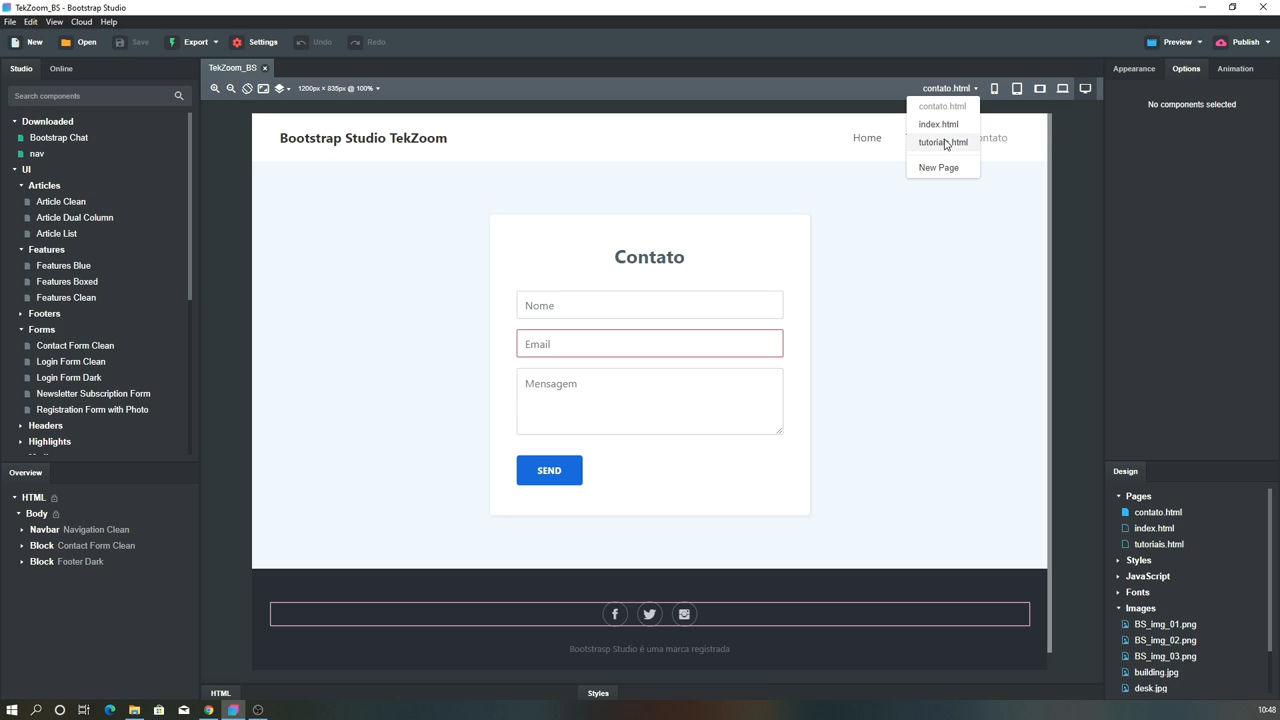 TekZoom_BS - Bootstrap Studio
File Edit View Cloud Help
New Open Save Export Settings Undo Redo Preview Publish
Studio Online
TekZoom_BS
Appearance Options Animation
Search components
1200px × 835px @ 100%
contato.html
No components selected
contato.html
index.html
tutoriais.html
New Page
Downloaded
Bootstrap Chat
nav
UI
Articles
Article Clean
Article Dual Column
Article List
Features
Features Blue
Features Boxed
Features Clean
Footers
Forms
Contact Form Clean
Login Form Clean
Login Form Dark
Newsletter Subscription Form
Registration Form with Photo
Headers
Highlights
Bootstrap Studio TekZoom
Home
Contato
Nome
Email
Mensagem
SEND
Bootstrasp Studio é uma marca registrada
Overview
HTML
Body
Navbar Navigation Clean
Block Contact Form Clean
Block Footer Dark
HTML
Styles
Design
Pages
contato.html
index.html
tutoriais.html
Styles
JavaScript
Fonts
Images
BS_img_01.png
BS_img_02.png
BS_img_03.png
building.jpg
desk.jpg
10:48